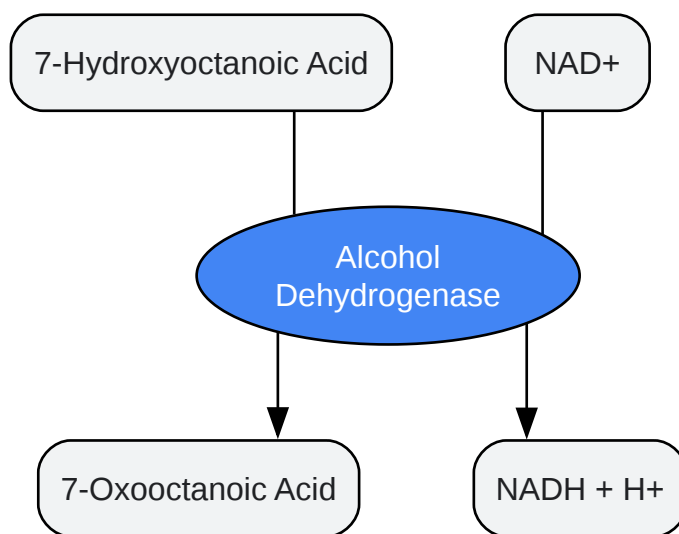 7-Hydroxyoctanoic Acid
NAD+
Alcohol
Dehydrogenase
7-Oxooctanoic Acid
NADH + H+